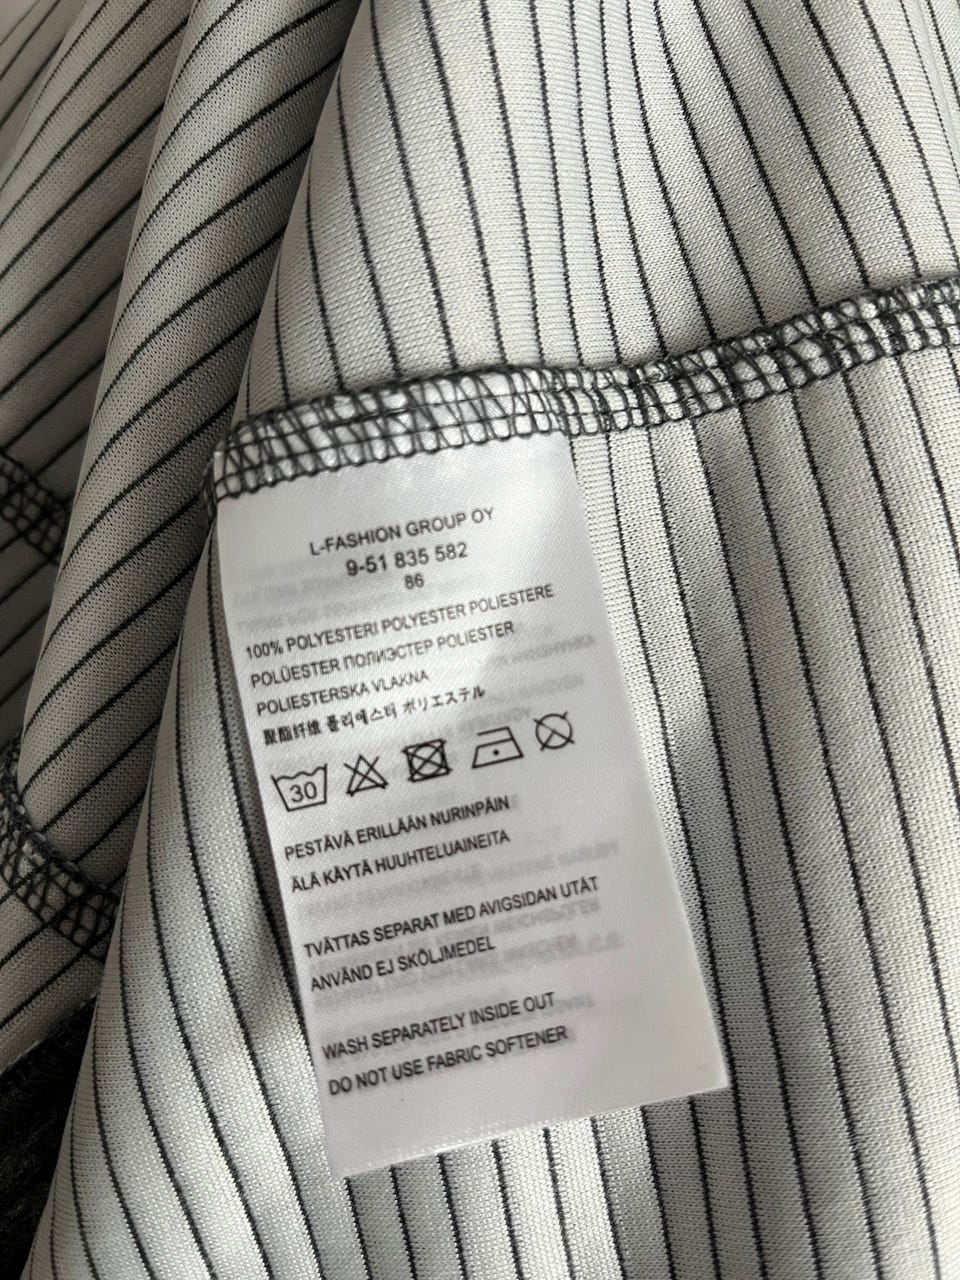 L-FASHION GROUP OY
9-51 835 582
86
100% POLYESTERI POLYESTER POLIESTERE
POLÜESTER ПОЛИЭСТЕР POLIESTER
POLIESTERSKA VLAKNA
聚酯纤维 폴리에스터 ポリエステル
30
PESTÄVÄ ERILLÄÄN NURINPÄIN
ÄLÄ KÄYTÄ HUUHTELUAINEITA
TVÄTTAS SEPARAT MED AVIGSIDAN UTÅT
ANVÄND EJ SKÖLJMEDEL
WASH SEPARATELY INSIDE OUT
DO NOT USE FABRIC SOFTENER